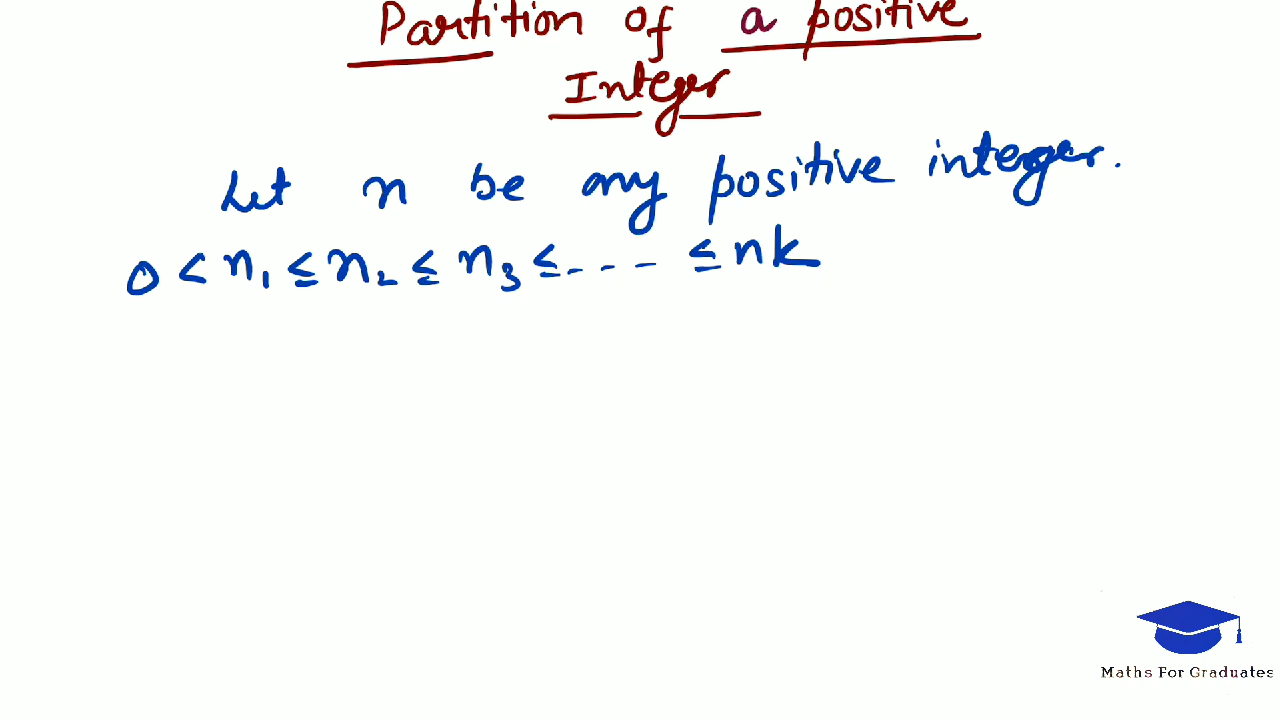 Partition of a positive
Integer
Let n be any positive integer.
0 < n₁ ≤ n₂ ≤ n₃ ≤ - - - ≤ nk
Maths For Graduates